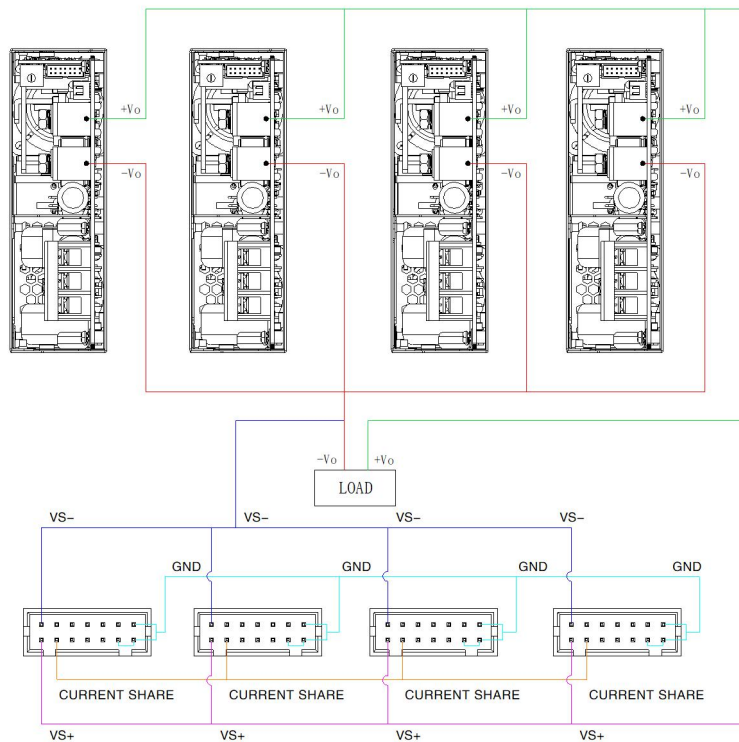 +Vo +Vo +Vo +Vo
-Vo -Vo -Vo -Vo
-Vo +Vo
LOAD
VS- VS- VS- VS-
GND GND GND GND
CURRENT SHARE CURRENT SHARE CURRENT SHARE CURRENT SHARE
VS+ VS+ VS+ VS+